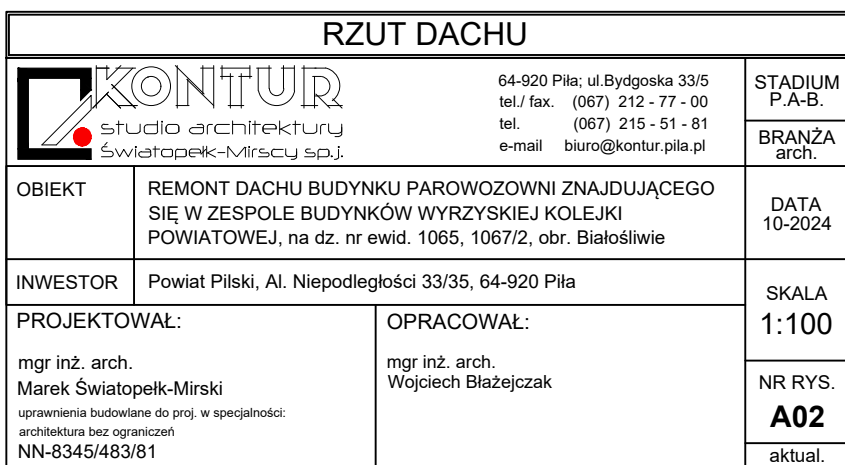 RZUT DACHU
KONTUR
studio architektury
Światopełk-Mirscy sp.j.
64-920 Piła; ul.Bydgoska 33/5
tel./ fax. (067) 212 - 77 - 00
tel. (067) 215 - 51 - 81
e-mail biuro@kontur.pila.pl
STADIUM
P.A-B.
BRANŻA
arch.
OBIEKT
REMONT DACHU BUDYNKU PAROWOZOWNI ZNAJDUJĄCEGO
SIĘ W ZESPOLE BUDYNKÓW WYRZYSKIEJ KOLEJKI
POWIATOWEJ, na dz. nr ewid. 1065, 1067/2, obr. Białośliwie
DATA
10-2024
INWESTOR
Powiat Pilski, Al. Niepodległości 33/35, 64-920 Piła
SKALA
1:100
PROJEKTOWAŁ:
mgr inż. arch.
Marek Światopełk-Mirski
uprawnienia budowlane do proj. w specjalności:
architektura bez ograniczeń
NN-8345/483/81
OPRACOWAŁ:
mgr inż. arch.
Wojciech Błażejczak
NR RYS.
A02
aktual.